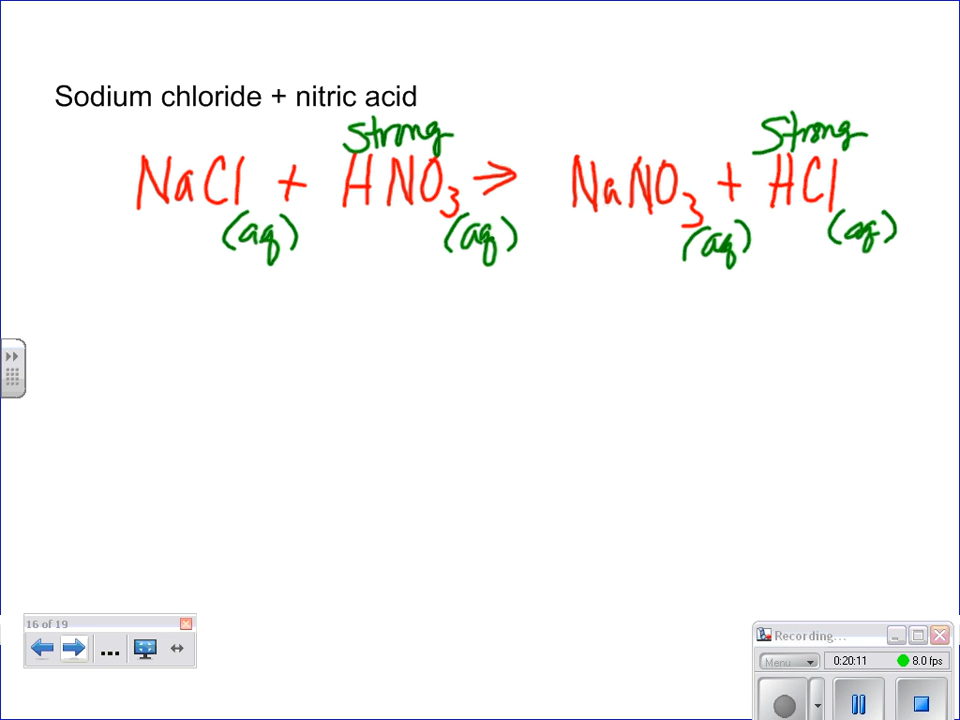 Sodium chloride + nitric acid
strong strong
NaCl + HNO₃ → NaNO₃ + HCl
(aq) (aq) (aq) (aq)
16 of 19
...
Recording...
Menu 0:20:11 8.0 fps